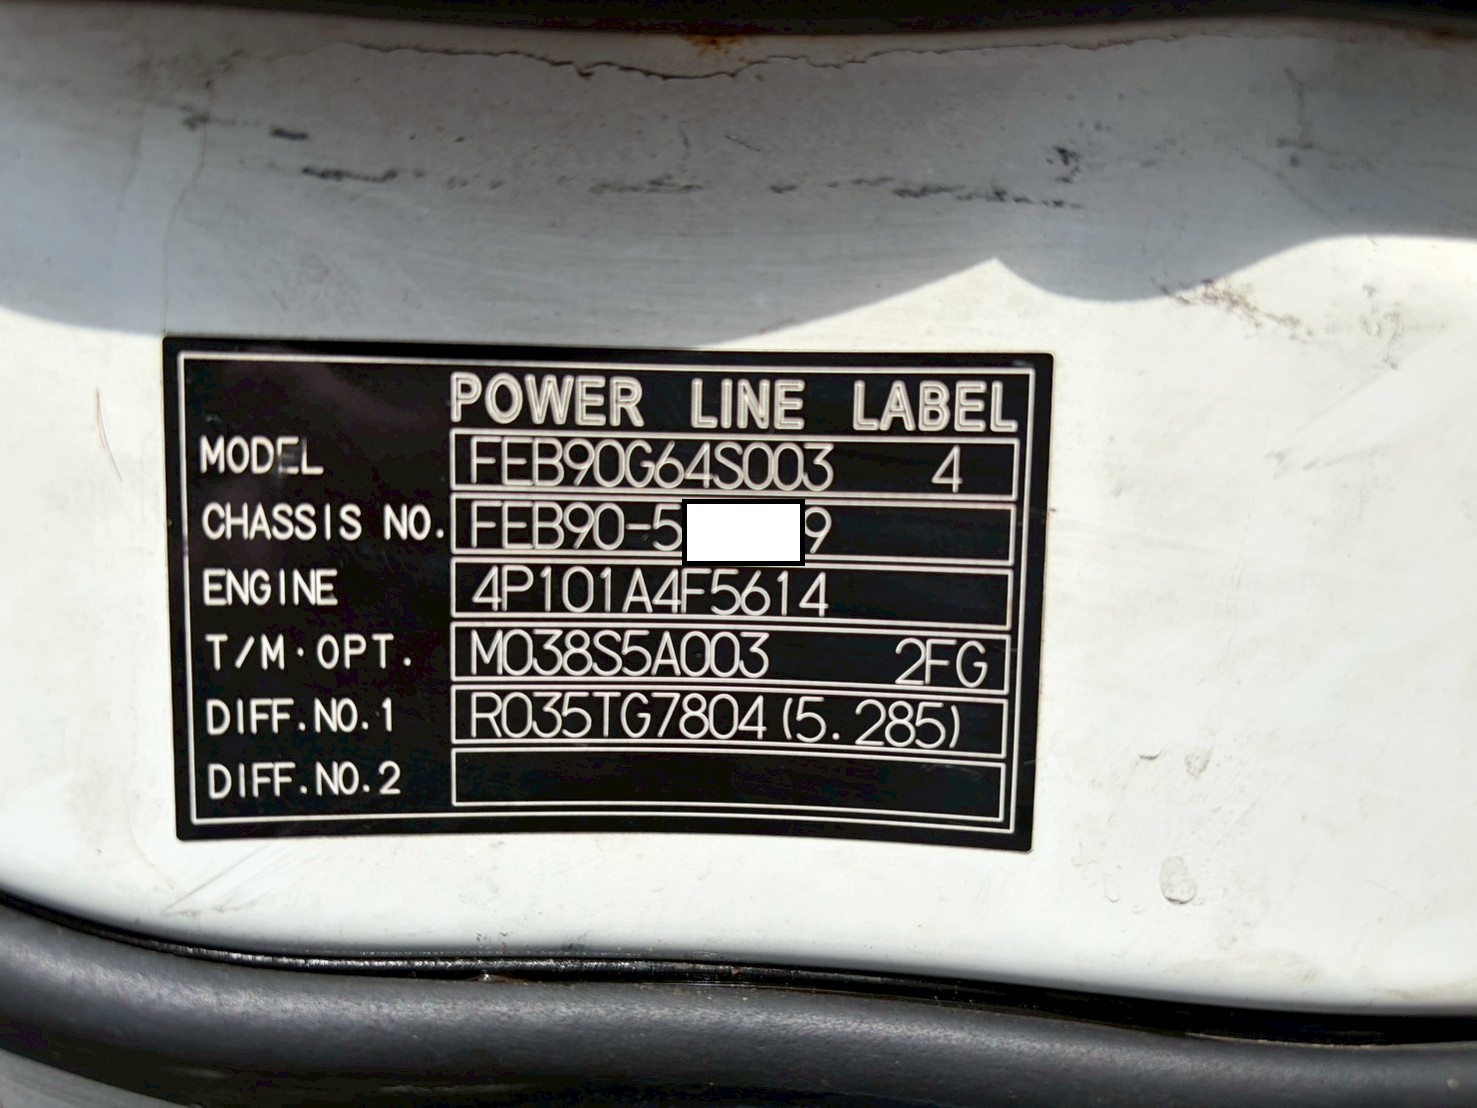 POWER LINE LABEL
MODEL FEB90G64S003 4
CHASSIS NO. FEB90-5 9
ENGINE 4P101A4F5614
T/M·OPT. M038S5A003 2FG
DIFF.NO.1 R035TG7804(5.285)
DIFF.NO.2